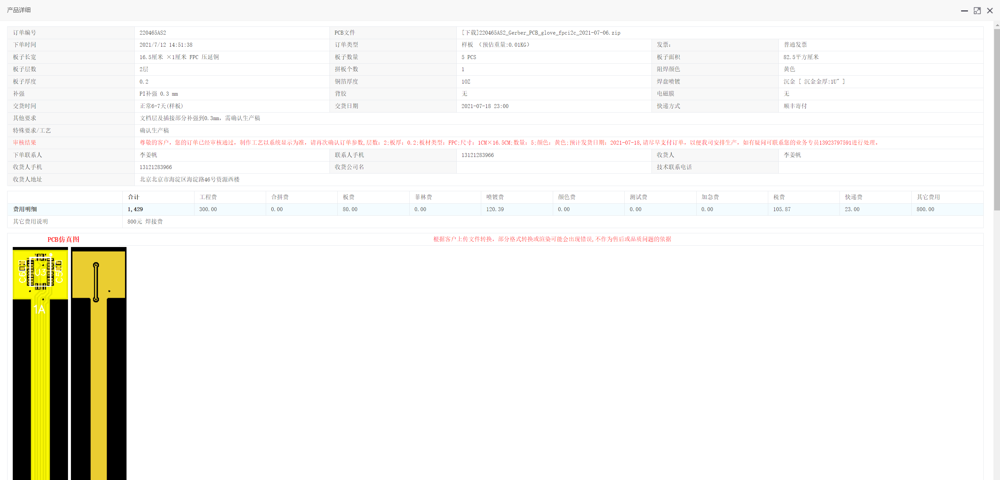 产品详细
订单编号 220465AS2 PCB文件 [下载]220465AS2_Gerber_PCB_glove_fpci2c_2021-07-06.zip
下单时间 2021/7/12 14:51:38 订单类型 样板 （预估重量:0.01KG） 发票： 普通发票
板子长宽 16.5厘米 ×1厘米 FPC 压延铜 板子数量 5 PCS 板子面积 82.5平方厘米
板子层数 2层 拼板个数 1 阻焊颜色 黄色
板子厚度 0.2 铜箔厚度 1OZ 焊盘喷镀 沉金 [ 沉金金厚:1U" ]
补强 PI补强 0.3 mm 背胶 无 电磁膜 无
交货时间 正常6-7天(样板) 交货日期 2021-07-18 23:00 快递方式 顺丰寄付
其他要求 文档层及插接部分补强到0.3mm，需确认生产稿
特殊要求/工艺 确认生产稿
审核结果 尊敬的客户，您的订单已经审核通过，制作工艺以系统显示为准，请再次确认订单参数,层数：2;板厚：0.2;板材类型：FPC;尺寸：1CM×16.5CM;数量：5;颜色：黄色;预计发货日期：2021-07-18,请尽早支付订单，以便我司安排生产，如有疑问可联系您的业务专员13923797591进行处理。
下单联系人 李姜帆 联系人手机 13121283966 收货人 李姜帆
收货人手机 13121283966 收货公司名 技术联系电话
收货人地址 北京北京市海淀区海淀路46号资源西楼
合计 工程费 合拼费 板费 菲林费 喷镀费 颜色费 测试费 加急费 税费 快递费 其它费用
费用明细 1,429 300.00 0.00 80.00 0.00 120.39 0.00 0.00 0.00 105.87 23.00 800.00
其它费用说明 800元 焊接费
PCB仿真图 根据客户上传文件转换，部分格式转换或渲染可能会出现错误,不作为售后或品质问题的依据
C6 U3 C5
1A